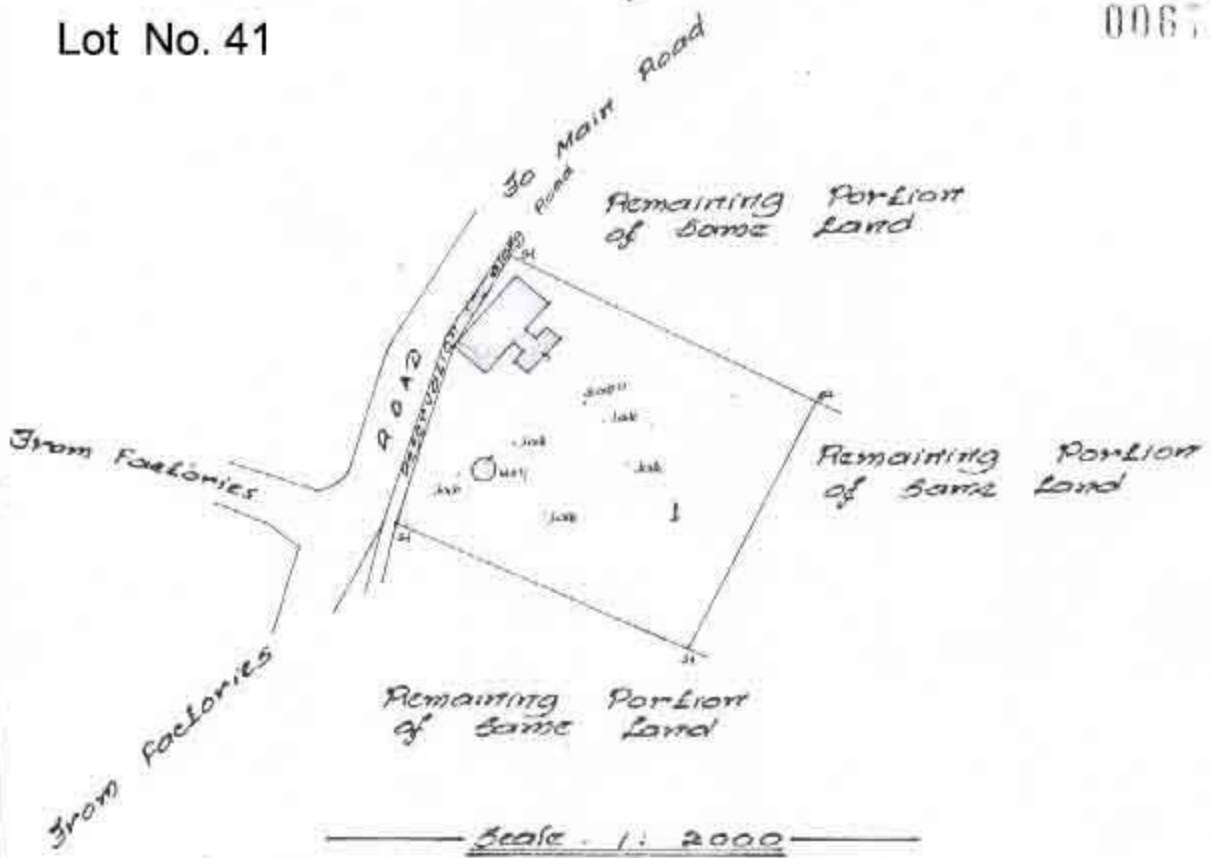 Lot No. 41
To Main Road
Road
Remaining Portion
of Same Land
ROAD
Reservation along
Jak
Jak
Jak
Jak
Well
Jak
1
From Factories
Remaining Portion
of Same Land
From Factories
Remaining Portion
of Same Land
Scale - 1: 2000